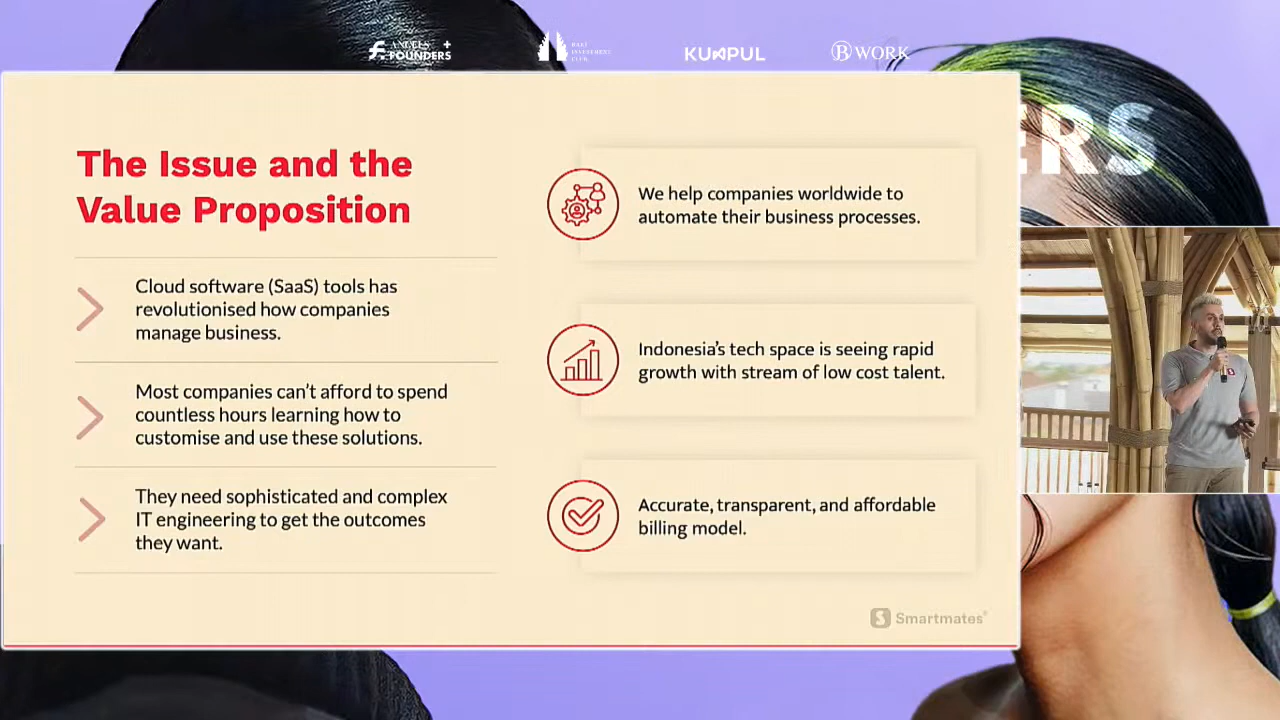 ANGELS +
FOUNDERS
BALI
INVESTMENT
CLUB
KUMPUL
B WORK
ERS
The Issue and the
Value Proposition
Cloud software (SaaS) tools has
revolutionised how companies
manage business.
Most companies can’t afford to spend
countless hours learning how to
customise and use these solutions.
They need sophisticated and complex
IT engineering to get the outcomes
they want.
We help companies worldwide to
automate their business processes.
Indonesia’s tech space is seeing rapid
growth with stream of low cost talent.
Accurate, transparent, and affordable
billing model.
Smartmates®